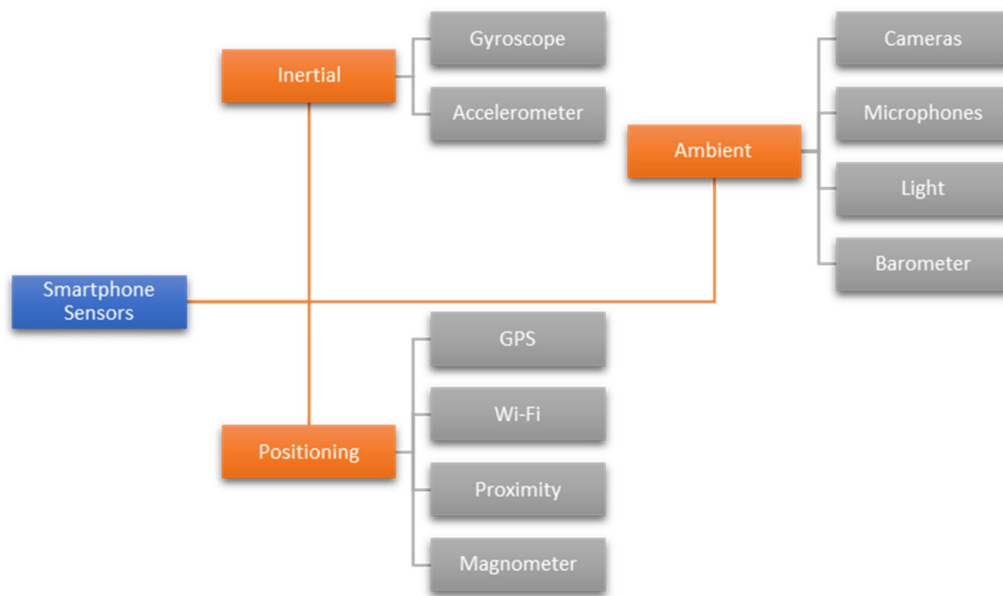 Inertial
Gyroscope
Accelerometer
Ambient
Cameras
Microphones
Light
Barometer
Smartphone
Sensors
Positioning
GPS
Wi-Fi
Proximity
Magnometer